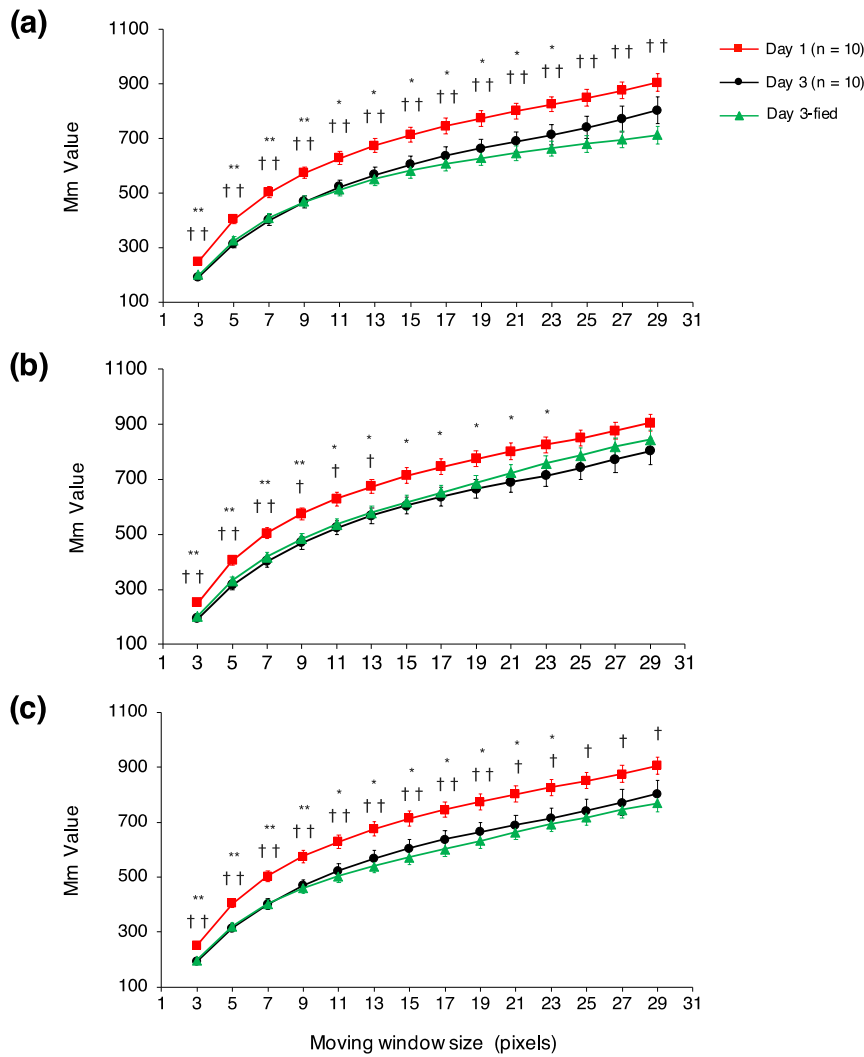 (a)
1100
900
700
500
300
100
Mm Value
** * * * * * * * *
** ** **
†† †† †† †† †† †† †† †† †† †† †† †† †† ††
1 3 5 7 9 11 13 15 17 19 21 23 25 27 29 31
Day 1 (n = 10)
Day 3 (n = 10)
Day 3-fied
(b)
1100
900
700
500
300
100
Mm Value
** ** ** ** * * * * * * *
†† †† †† † † †
1 3 5 7 9 11 13 15 17 19 21 23 25 27 29 31
(c)
1100
900
700
500
300
100
Mm Value
** ** ** ** * * * * * * *
†† †† †† †† †† †† †† †† †† † † † † †
1 3 5 7 9 11 13 15 17 19 21 23 25 27 29 31
Moving window size (pixels)